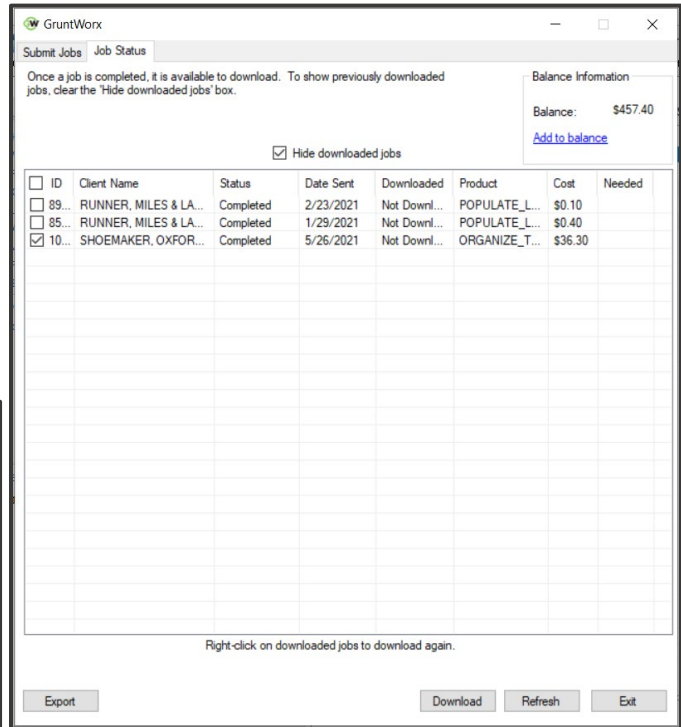 GruntWorx
Submit Jobs Job Status
Once a job is completed, it is available to download. To show previously downloaded
jobs, clear the 'Hide downloaded jobs' box.
Balance Information
Balance: $457.40
Add to balance
Hide downloaded jobs
ID Client Name Status Date Sent Downloaded Product Cost Needed
89... RUNNER, MILES & LA... Completed 2/23/2021 Not Downl... POPULATE_L... $0.10
85... RUNNER, MILES & LA... Completed 1/29/2021 Not Downl... POPULATE_L... $0.40
10... SHOEMAKER, OXFOR... Completed 5/26/2021 Not Downl... ORGANIZE_T... $36.30
Right-click on downloaded jobs to download again.
Export Download Refresh Exit